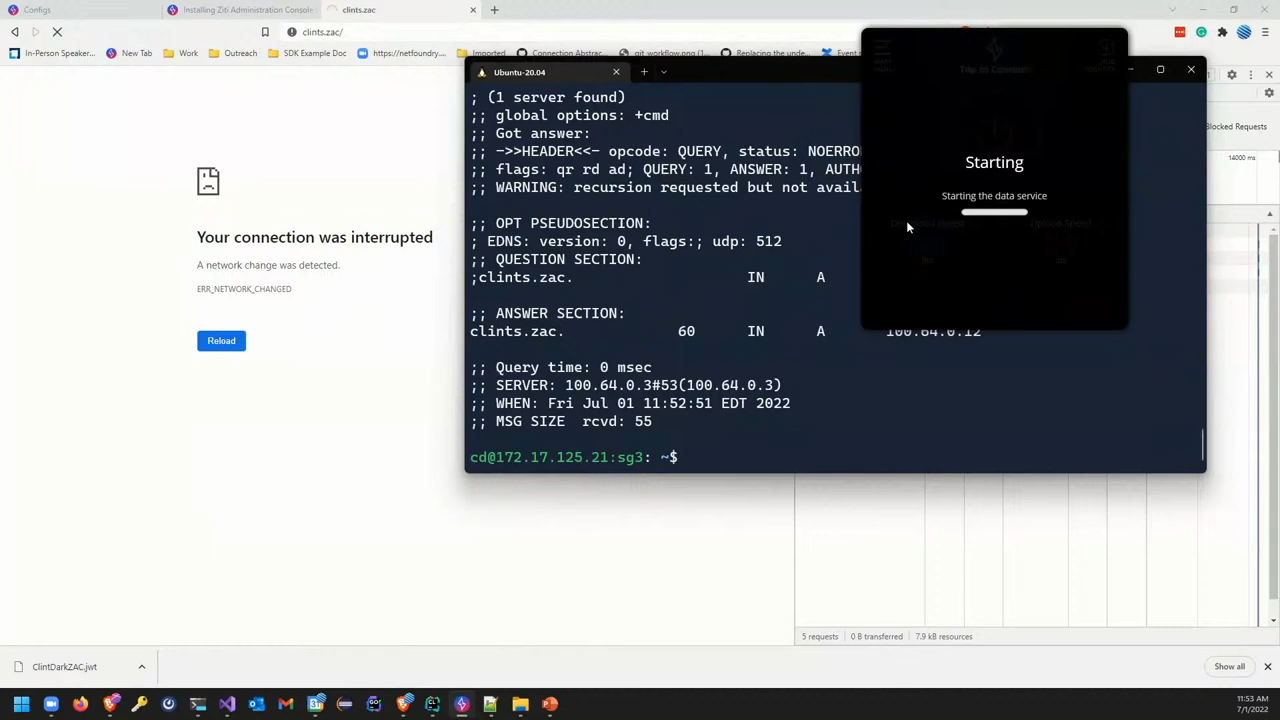 Configs
Installing Ziti Administration Console
clints.zac
clints.zac/
In-Person Speaker...
New Tab
Work
Outreach
SDK Example Doc
https://netfoundry...
Imported
Connection Abstrac...
git_workflow.png (1...
Replacing the unde...
Event
Ubuntu-20.04
; (1 server found)
;; global options: +cmd
;; Got answer:
;; ->>HEADER<<- opcode: QUERY, status: NOERRO
;; flags: qr rd ad; QUERY: 1, ANSWER: 1, AUTH
;; WARNING: recursion requested but not avail
;; OPT PSEUDOSECTION:
; EDNS: version: 0, flags:; udp: 512
;; QUESTION SECTION:
;clints.zac. IN A
;; ANSWER SECTION:
clints.zac. 60 IN A 100.64.0.12
;; Query time: 0 msec
;; SERVER: 100.64.0.3#53(100.64.0.3)
;; WHEN: Fri Jul 01 11:52:51 EDT 2022
;; MSG SIZE rcvd: 55
cd@172.17.125.21:sg3: ~$
Tap to Connect
Starting
Starting the data service
Your connection was interrupted
A network change was detected.
ERR_NETWORK_CHANGED
Reload
Blocked Requests
14000 ms
5 requests
0 B transferred
7.9 kB resources
ClintDarkZAC.jwt
Show all
11:53 AM
7/1/2022